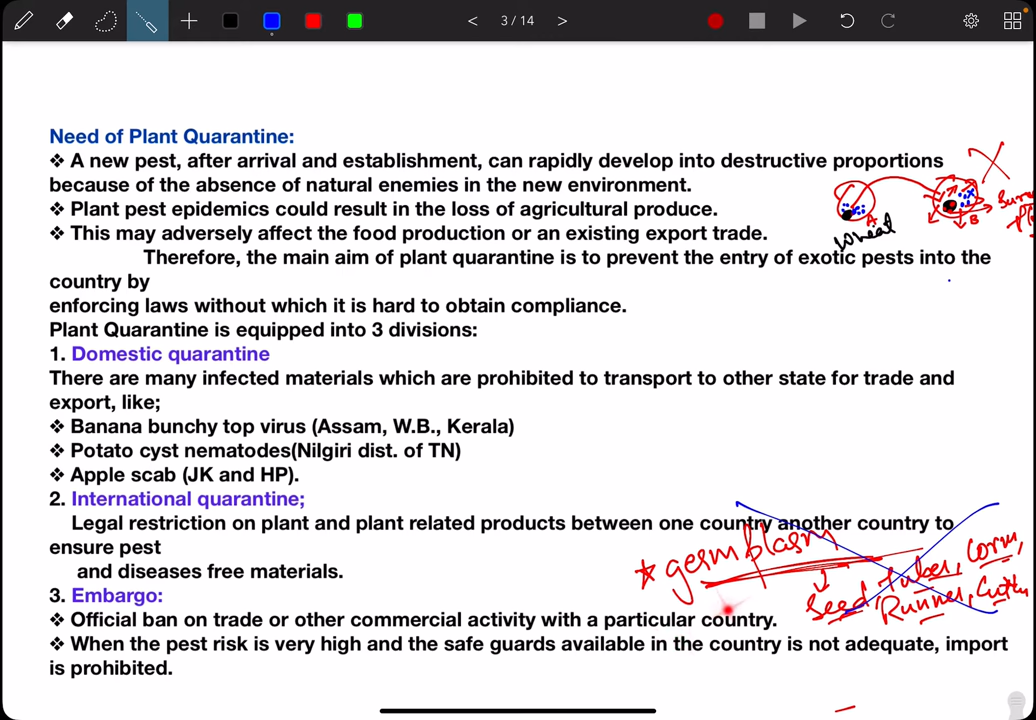 < 3 / 14 >
Need of Plant Quarantine:
❖ A new pest, after arrival and establishment, can rapidly develop into destructive proportions
because of the absence of natural enemies in the new environment.
❖ Plant pest epidemics could result in the loss of agricultural produce.
A
B
wheat
❖ This may adversely affect the food production or an existing export trade.
Therefore, the main aim of plant quarantine is to prevent the entry of exotic pests into the
country by
enforcing laws without which it is hard to obtain compliance.
Plant Quarantine is equipped into 3 divisions:
1. Domestic quarantine
There are many infected materials which are prohibited to transport to other state for trade and
export, like;
❖ Banana bunchy top virus (Assam, W.B., Kerala)
❖ Potato cyst nematodes(Nilgiri dist. of TN)
❖ Apple scab (JK and HP).
2. International quarantine;
Legal restriction on plant and plant related products between one country another country to
ensure pest
and diseases free materials.
germplasm
Seed, Tuber, Corm,
Runner,
3. Embargo:
❖ Official ban on trade or other commercial activity with a particular country.
❖ When the pest risk is very high and the safe guards available in the country is not adequate, import
is prohibited.